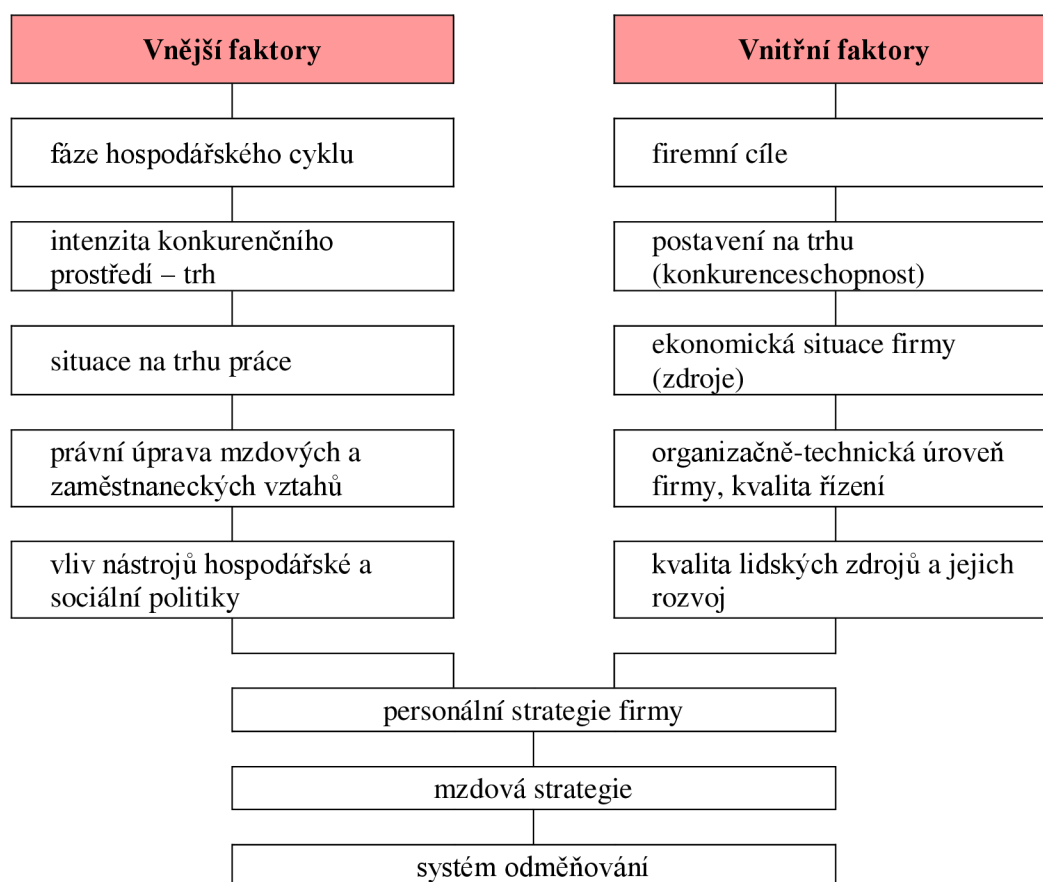 Vnější faktory
fáze hospodářského cyklu
intenzita konkurenčního
prostředí – trh
situace na trhu práce
právní úprava mzdových a
zaměstnaneckých vztahů
vliv nástrojů hospodářské a
sociální politiky
Vnitřní faktory
firemní cíle
postavení na trhu
(konkurenceschopnost)
ekonomická situace firmy
(zdroje)
organizačně-technická úroveň
firmy, kvalita řízení
kvalita lidských zdrojů a jejich
rozvoj
personální strategie firmy
mzdová strategie
systém odměňování